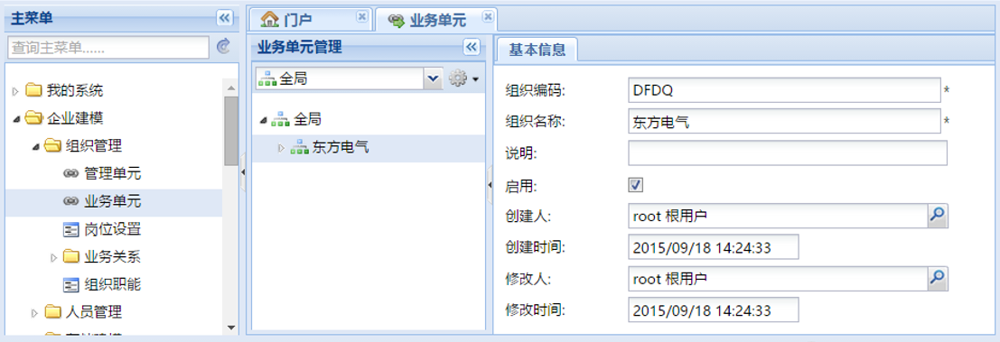 主菜单
查询主菜单......
我的系统
企业建模
组织管理
管理单元
业务单元
岗位设置
业务关系
组织职能
人员管理
门户
业务单元
业务单元管理
全局
全局
东方电气
基本信息
组织编码: DFDQ *
组织名称: 东方电气 *
说明:
启用:
创建人: root 根用户
创建时间: 2015/09/18 14:24:33
修改人: root 根用户
修改时间: 2015/09/18 14:24:33